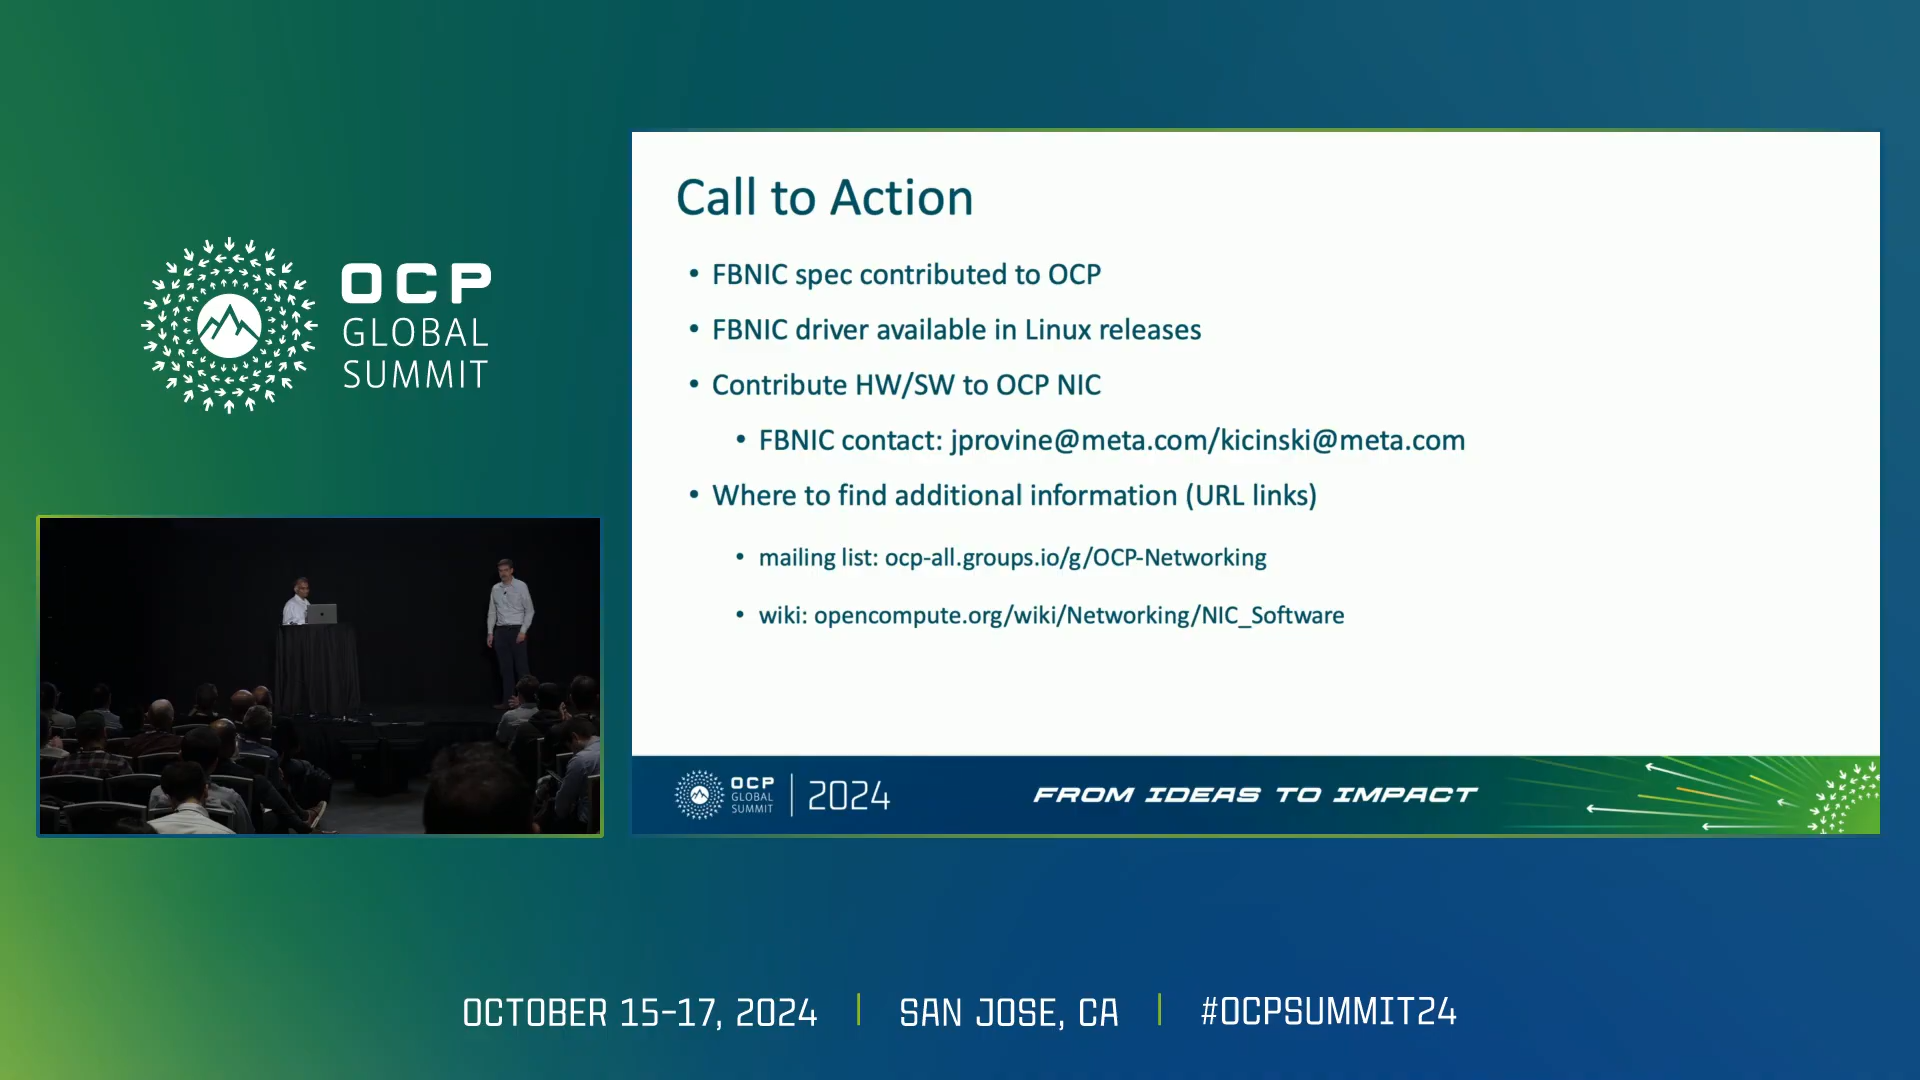 OCP
GLOBAL
SUMMIT
Call to Action
• FBNIC spec contributed to OCP
• FBNIC driver available in Linux releases
• Contribute HW/SW to OCP NIC
• FBNIC contact: jprovine@meta.com/kicinski@meta.com
• Where to find additional information (URL links)
• mailing list: ocp-all.groups.io/g/OCP-Networking
• wiki: opencompute.org/wiki/Networking/NIC_Software
OCP
GLOBAL
SUMMIT
2024
FROM IDEAS TO IMPACT
OCTOBER 15-17, 2024 | SAN JOSE, CA | #OCPSUMMIT24